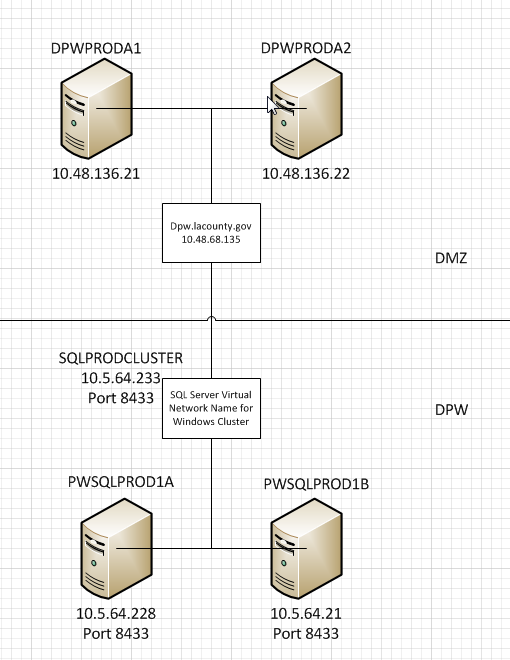 DPWPRODA1
DPWPRODA2
10.48.136.21
10.48.136.22
Dpw.lacounty.gov
10.48.68.135
DMZ
SQLPRODCLUSTER
10.5.64.233
Port 8433
SQL Server Virtual
Network Name for
Windows Cluster
DPW
PWSQLPROD1A
PWSQLPROD1B
10.5.64.228
Port 8433
10.5.64.21
Port 8433